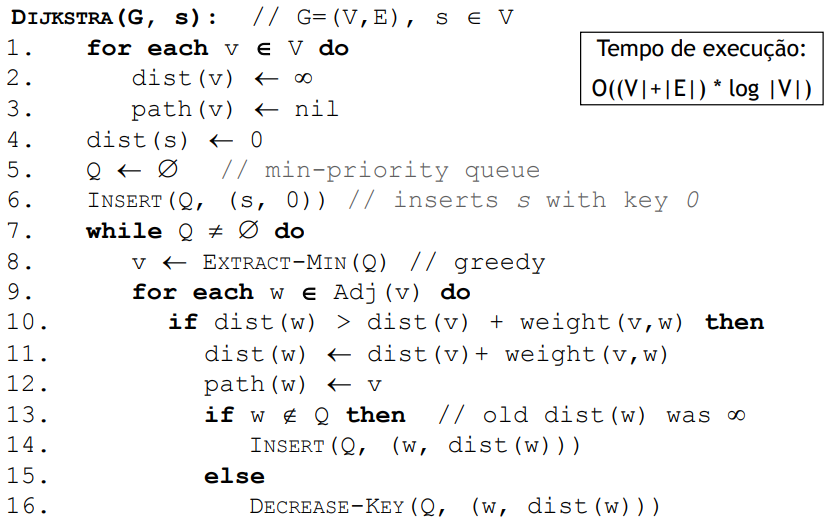 DIJKSTRA(G, s): // G=(V,E), s ∈ V
1. for each v ∈ V do
2. dist(v) ← ∞
3. path(v) ← nil
4. dist(s) ← 0
5. Q ← ∅ // min-priority queue
6. INSERT(Q, (s, 0)) // inserts s with key 0
7. while Q ≠ ∅ do
8. v ← EXTRACT-MIN(Q) // greedy
9. for each w ∈ Adj(v) do
10. if dist(w) > dist(v) + weight(v,w) then
11. dist(w) ← dist(v)+ weight(v,w)
12. path(w) ← v
13. if w ∉ Q then // old dist(w) was ∞
14. INSERT(Q, (w, dist(w)))
15. else
16. DECREASE-KEY(Q, (w, dist(w)))
Tempo de execução:
O((V|+|E|) * log |V|)